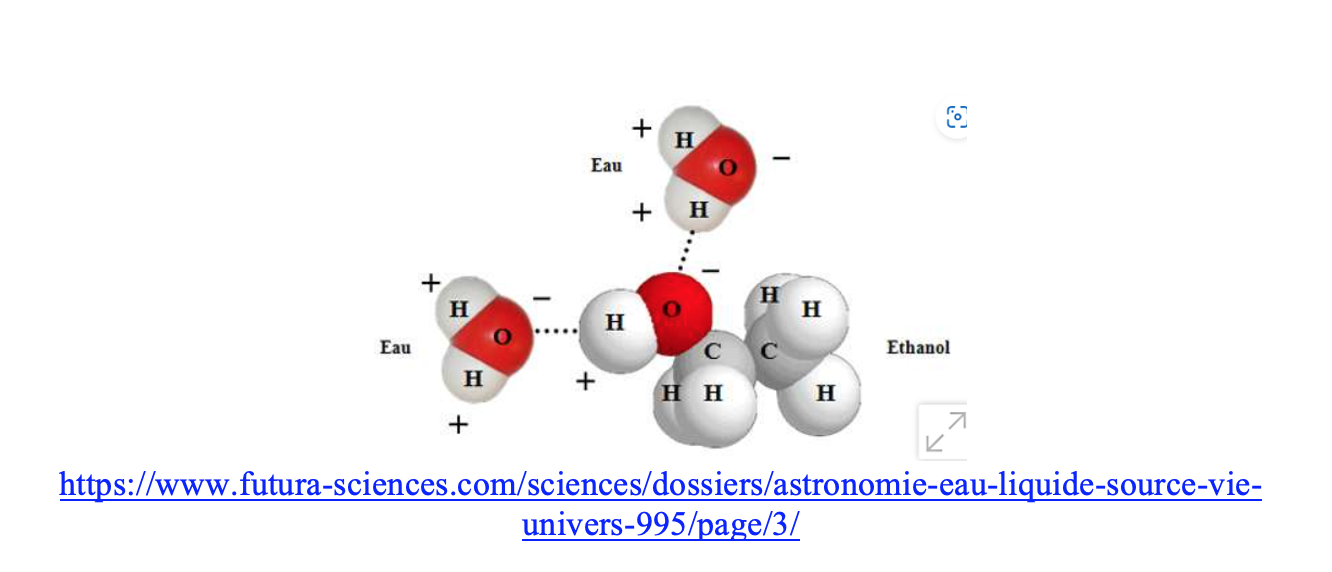 +
H
Eau
O
−
+
H
−
+
H
−
O
H
O
H
H
Eau
C
C
Ethanol
H
+
H
H
H
+
https://www.futura-sciences.com/sciences/dossiers/astronomie-eau-liquide-source-vie-
univers-995/page/3/